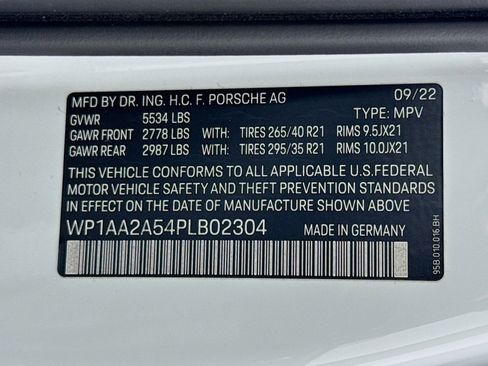 MFD BY DR. ING. H.C. F. PORSCHE AG 09/22
GVWR 5534 LBS TYPE: MPV
GAWR FRONT 2778 LBS WITH: TIRES 265/40 R21 RIMS 9.5JX21
GAWR REAR 2987 LBS WITH: TIRES 295/35 R21 RIMS 10.0JX21
THIS VEHICLE CONFORMS TO ALL APPLICABLE U.S.FEDERAL
MOTOR VEHICLE SAFETY AND THEFT PREVENTION STANDARDS
IN EFFECT ON THE DATE OF MANUFACTURE SHOWN ABOVE.
WP1AA2A54PLB02304
95B.010.016 BH